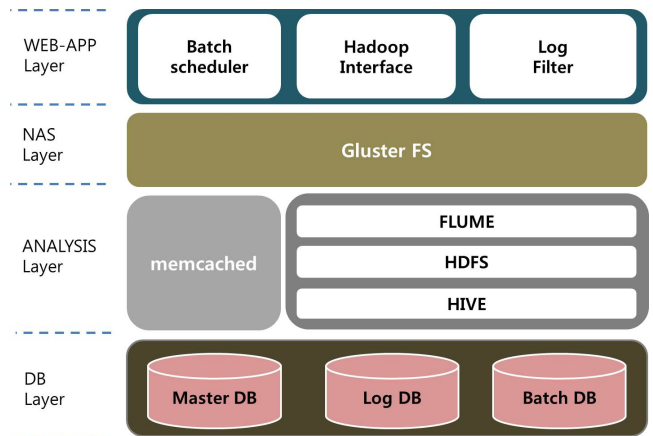 WEB-APP
Layer
Batch
scheduler
Hadoop
Interface
Log
Filter
NAS
Layer
Gluster FS
ANALYSIS
Layer
memcached
FLUME
HDFS
HIVE
DB
Layer
Master DB
Log DB
Batch DB